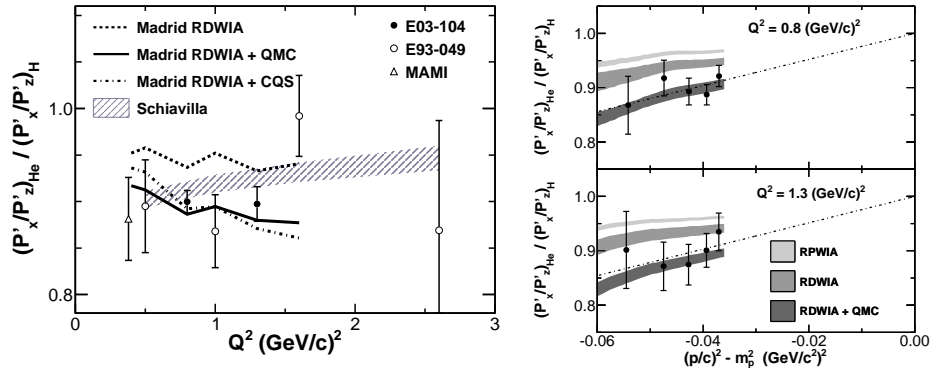 (P'x/P'z)He / (P'x/P'z)H
1.0
0.8
0
1
2
3
Q² (GeV/c)²
Madrid RDWIA
Madrid RDWIA + QMC
Madrid RDWIA + CQS
Schiavilla
E03-104
E93-049
MAMI
(P'x/P'z)He / (P'x/P'z)H
1.0
0.9
0.8
Q² = 0.8 (GeV/c)²
(P'x/P'z)He / (P'x/P'z)H
1.0
0.9
0.8
Q² = 1.3 (GeV/c)²
RPWIA
RDWIA
RDWIA + QMC
-0.06
-0.04
-0.02
0.00
(p/c)² - m²p (GeV/c²)²